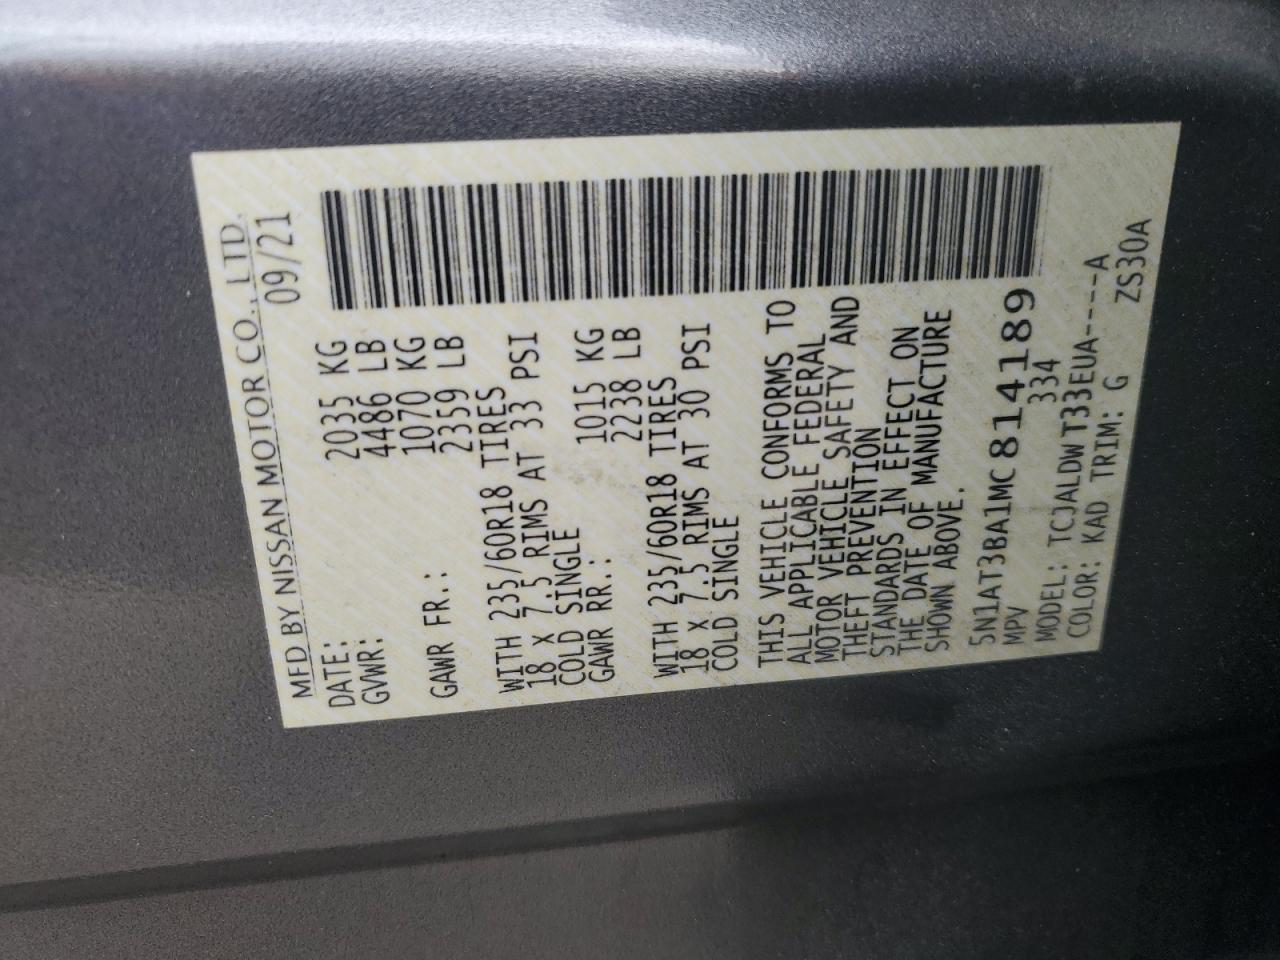 MFD BY NISSAN MOTOR CO., LTD.
DATE: 09/21
GVWR: 2035 KG
4486 LB
GAWR FR.: 1070 KG
2359 LB
WITH 235/60R18 TIRES
18 x 7.5 RIMS AT 33 PSI
COLD SINGLE
GAWR RR.: 1015 KG
2238 LB
WITH 235/60R18 TIRES
18 x 7.5 RIMS AT 30 PSI
COLD SINGLE
THIS VEHICLE CONFORMS TO
ALL APPLICABLE FEDERAL
MOTOR VEHICLE SAFETY AND
THEFT PREVENTION
STANDARDS IN EFFECT ON
THE DATE OF MANUFACTURE
SHOWN ABOVE.
5N1AT3BA1MC814189
MPV 334
MODEL: TCJALDWT33EUA----A
COLOR: KAD TRIM: G ZS30A